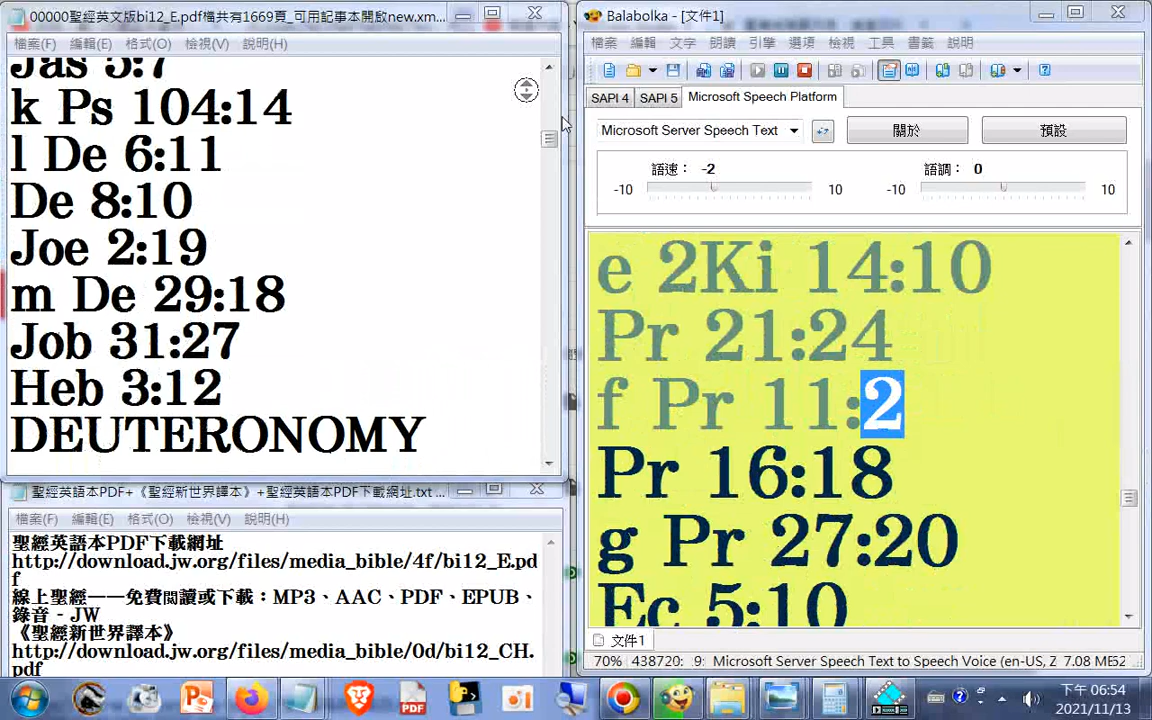 00000聖經英文版bi12_E.pdf檔共有1669頁_可用記事本開啟new.xm...
檔案(F) 編輯(E) 格式(O) 檢視(V) 說明(H)
Jas 5:7
k Ps 104:14
l De 6:11
De 8:10
Joe 2:19
m De 29:18
Job 31:27
Heb 3:12
DEUTERONOMY
聖經英語本PDF+《聖經新世界譯本》+聖經英語本PDF下載網址.txt ...
檔案(F) 編輯(E) 格式(O) 檢視(V) 說明(H)
聖經英語本PDF下載網址
http://download.jw.org/files/media_bible/4f/bi12_E.pd
f
線上聖經——免費閱讀或下載：MP3、AAC、PDF、EPUB、
錄音 - JW
《聖經新世界譯本》
http://download.jw.org/files/media_bible/0d/bi12_CH.
pdf
Balabolka - [文件1]
檔案 編輯 文字 朗讀 引擎 選項 檢視 工具 書籤 說明
SAPI 4 SAPI 5 Microsoft Speech Platform
Microsoft Server Speech Text 關於 預設
語速： -2 語調： 0
-10 10 -10 10
e 2Ki 14:10
Pr 21:24
f Pr 11:2
Pr 16:18
g Pr 27:20
Ec 5:10
文件1
70% 438720: :9: Microsoft Server Speech Text to Speech Voice (en-US, Z 7.08 ME52
PDF
下午 06:54
2021/11/13